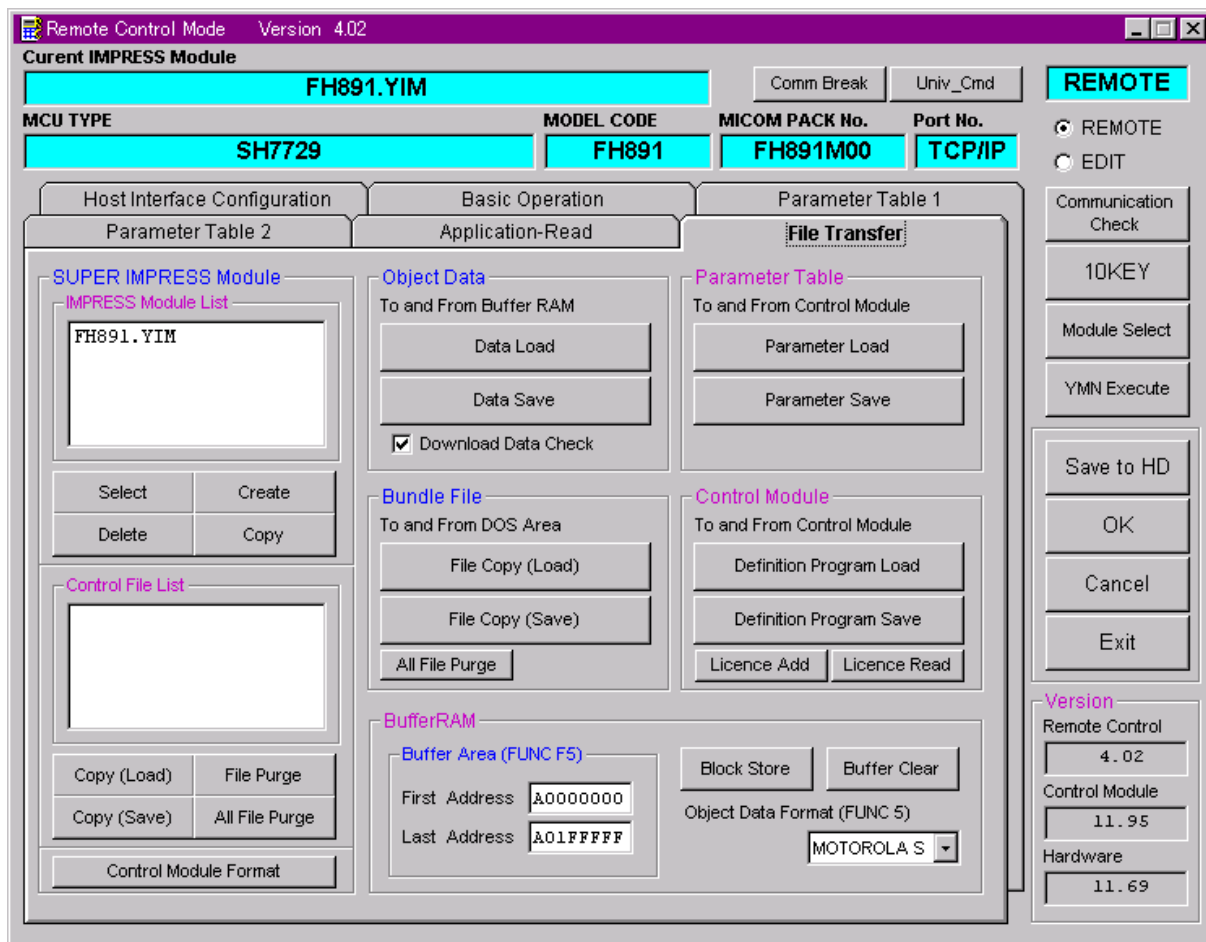 Remote Control Mode Version 4.02
Curent IMPRESS Module
FH891.YIM
Comm Break
Univ_Cmd
REMOTE
MCU TYPE
MODEL CODE
MICOM PACK No.
Port No.
SH7729
FH891
FH891M00
TCP/IP
REMOTE
EDIT
Host Interface Configuration
Basic Operation
Parameter Table 1
Parameter Table 2
Application-Read
File Transfer
SUPER IMPRESS Module
IMPRESS Module List
FH891.YIM
Select
Create
Delete
Copy
Control File List
Copy (Load)
File Purge
Copy (Save)
All File Purge
Control Module Format
Object Data
To and From Buffer RAM
Data Load
Data Save
Download Data Check
Parameter Table
To and From Control Module
Parameter Load
Parameter Save
Bundle File
To and From DOS Area
File Copy (Load)
File Copy (Save)
All File Purge
Control Module
To and From Control Module
Definition Program Load
Definition Program Save
Licence Add
Licence Read
BufferRAM
Buffer Area (FUNC F5)
First Address
A0000000
Last Address
A01FFFFF
Block Store
Buffer Clear
Object Data Format (FUNC 5)
MOTOROLA S
Communication
Check
10KEY
Module Select
YMN Execute
Save to HD
OK
Cancel
Exit
Version
Remote Control
4.02
Control Module
11.95
Hardware
11.69